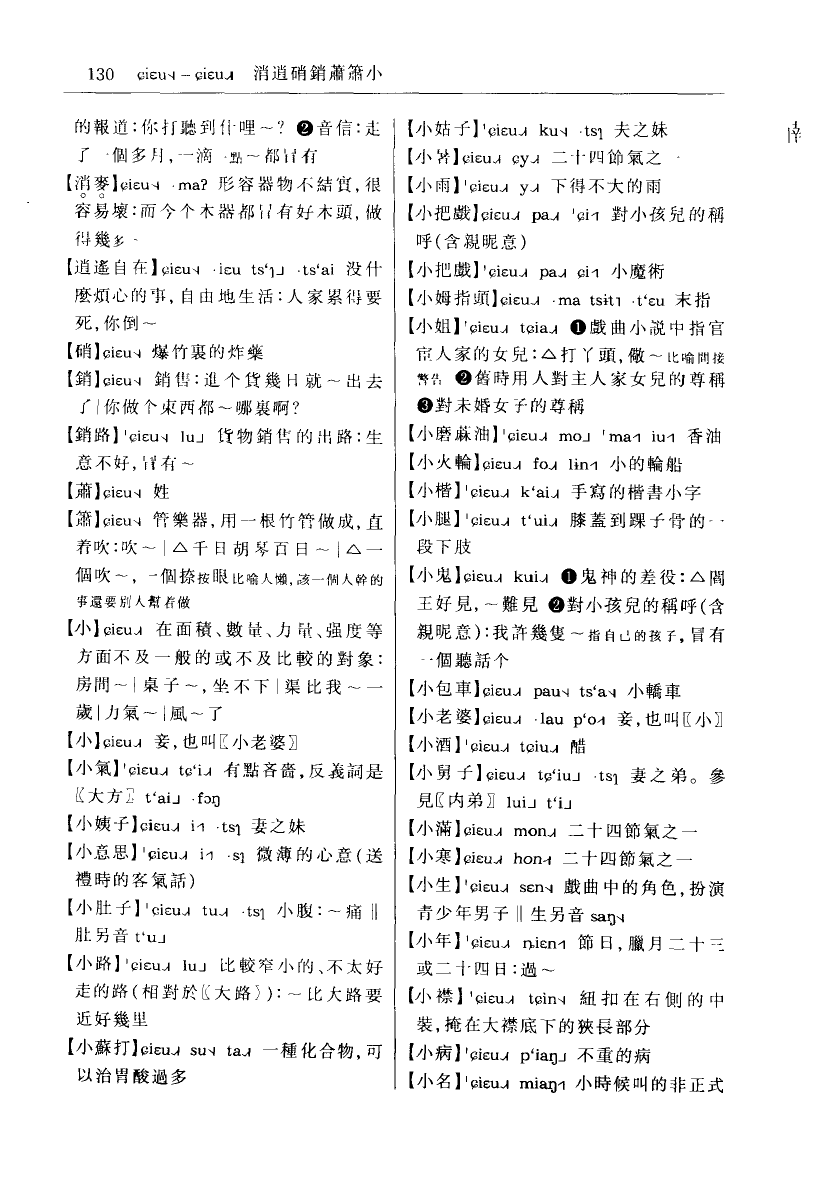 130 ɕiɛu˧˩–ɕiɛu˨˩˧ 消逍硝銷蕭簫小
的報道:你打聽到什哩~? ❷音信:走
了一個多月,一滴·點~都冇有
【消麥】ɕiɛu ·maʔ 形容器物不結實,很
容易壞:而今个木器都冇有好木頭,做
得幾多~
【逍遙自在】ɕiɛu ·iɛu tsʻɿ ·tsʻai 没什
麽煩心的事,自由地生活:人家累得要
死,你倒~
【硝】ɕiɛu 爆竹裏的炸藥
【銷】ɕiɛu 銷售:進个貨幾日就~出去
了|你做个東西都~哪裏啊?
【銷路】ˈɕiɛu lu 貨物銷售的出路:生
意不好,冇有~
【蕭】ɕiɛu 姓
【簫】ɕiɛu 管樂器,用一根竹管做成,直
着吹:吹~|△千日胡琴百日~|△一
個吹~,一個捺按眼比喻人懶,該一個人幹的
事還要别人幫着做
【小】ɕiɛu 在面積、數量、力量、强度等
方面不及一般的或不及比較的對象:
房間~|桌子~,坐不下|渠比我~一
歲|力氣~|風~了
【小】ɕiɛu 妾,也叫〖小老婆〗
【小氣】ˈɕiɛu tɕʻi 有點吝嗇,反義詞是
〖大方〗tʻai ·fɔŋ
【小姨子】ɕiɛu i ·tsɿ 妻之妹
【小意思】ˈɕiɛu i ·sɿ 微薄的心意(送
禮時的客氣話)
【小肚子】ˈɕiɛu tu ·tsɿ 小腹:~痛‖
肚另音 tʻu
【小路】ˈɕiɛu lu 比較窄小的、不太好
走的路(相對於〖大路〗):~比大路要
近好幾里
【小蘇打】ɕiɛu su ta 一種化合物,可
以治胃酸過多
【小姑子】ˈɕiɛu ku ·tsɿ 夫之妹
【小暑】ɕiɛu ɕy 二十四節氣之一
【小雨】ˈɕiɛu y 下得不大的雨
【小把戲】ɕiɛu pa ˈɕi 對小孩兒的稱
呼(含親昵意)
【小把戲】ˈɕiɛu pa ɕi 小魔術
【小姆指頭】ɕiɛu ·ma tsit ·tʻɛu 末指
【小姐】ˈɕiɛu tɕia ❶戲曲小説中指官
宦人家的女兒:△打丫頭,儆~比喻間接
警告 ❷舊時用人對主人家女兒的尊稱
❸對未婚女子的尊稱
【小磨蔴油】ˈɕiɛu mo ˈma iu 香油
【小火輪】ɕiɛu fo lin 小的輪船
【小楷】ˈɕiɛu kʻai 手寫的楷書小字
【小腿】ˈɕiɛu tʻui 膝蓋到踝子骨的一
段下肢
【小鬼】ɕiɛu kui ❶鬼神的差役:△閻
王好見,~難見 ❷對小孩兒的稱呼(含
親昵意):我許幾隻~指自己的孩子,冒有
一個聽話个
【小包車】ɕiɛu pau tsʻa 小轎車
【小老婆】ɕiɛu ·lau pʻo 妾,也叫〖小〗
【小酒】ˈɕiɛu tɕiu 醋
【小舅子】ɕiɛu tɕʻiu ·tsɿ 妻之弟。參
見〖内弟〗lui tʻi
【小滿】ɕiɛu mon 二十四節氣之一
【小寒】ɕiɛu hon 二十四節氣之一
【小生】ˈɕiɛu sɛn 戲曲中的角色,扮演
青少年男子‖生另音 saŋ
【小年】ˈɕiɛu ȵiɛn 節日,臘月二十三
或二十四日:過~
【小襟】ˈɕiɛu tɕin 紐扣在右側的中
裝,掩在大襟底下的狹長部分
【小病】ˈɕiɛu pʻiaŋ 不重的病
【小名】ˈɕiɛu miaŋ 小時候叫的非正式